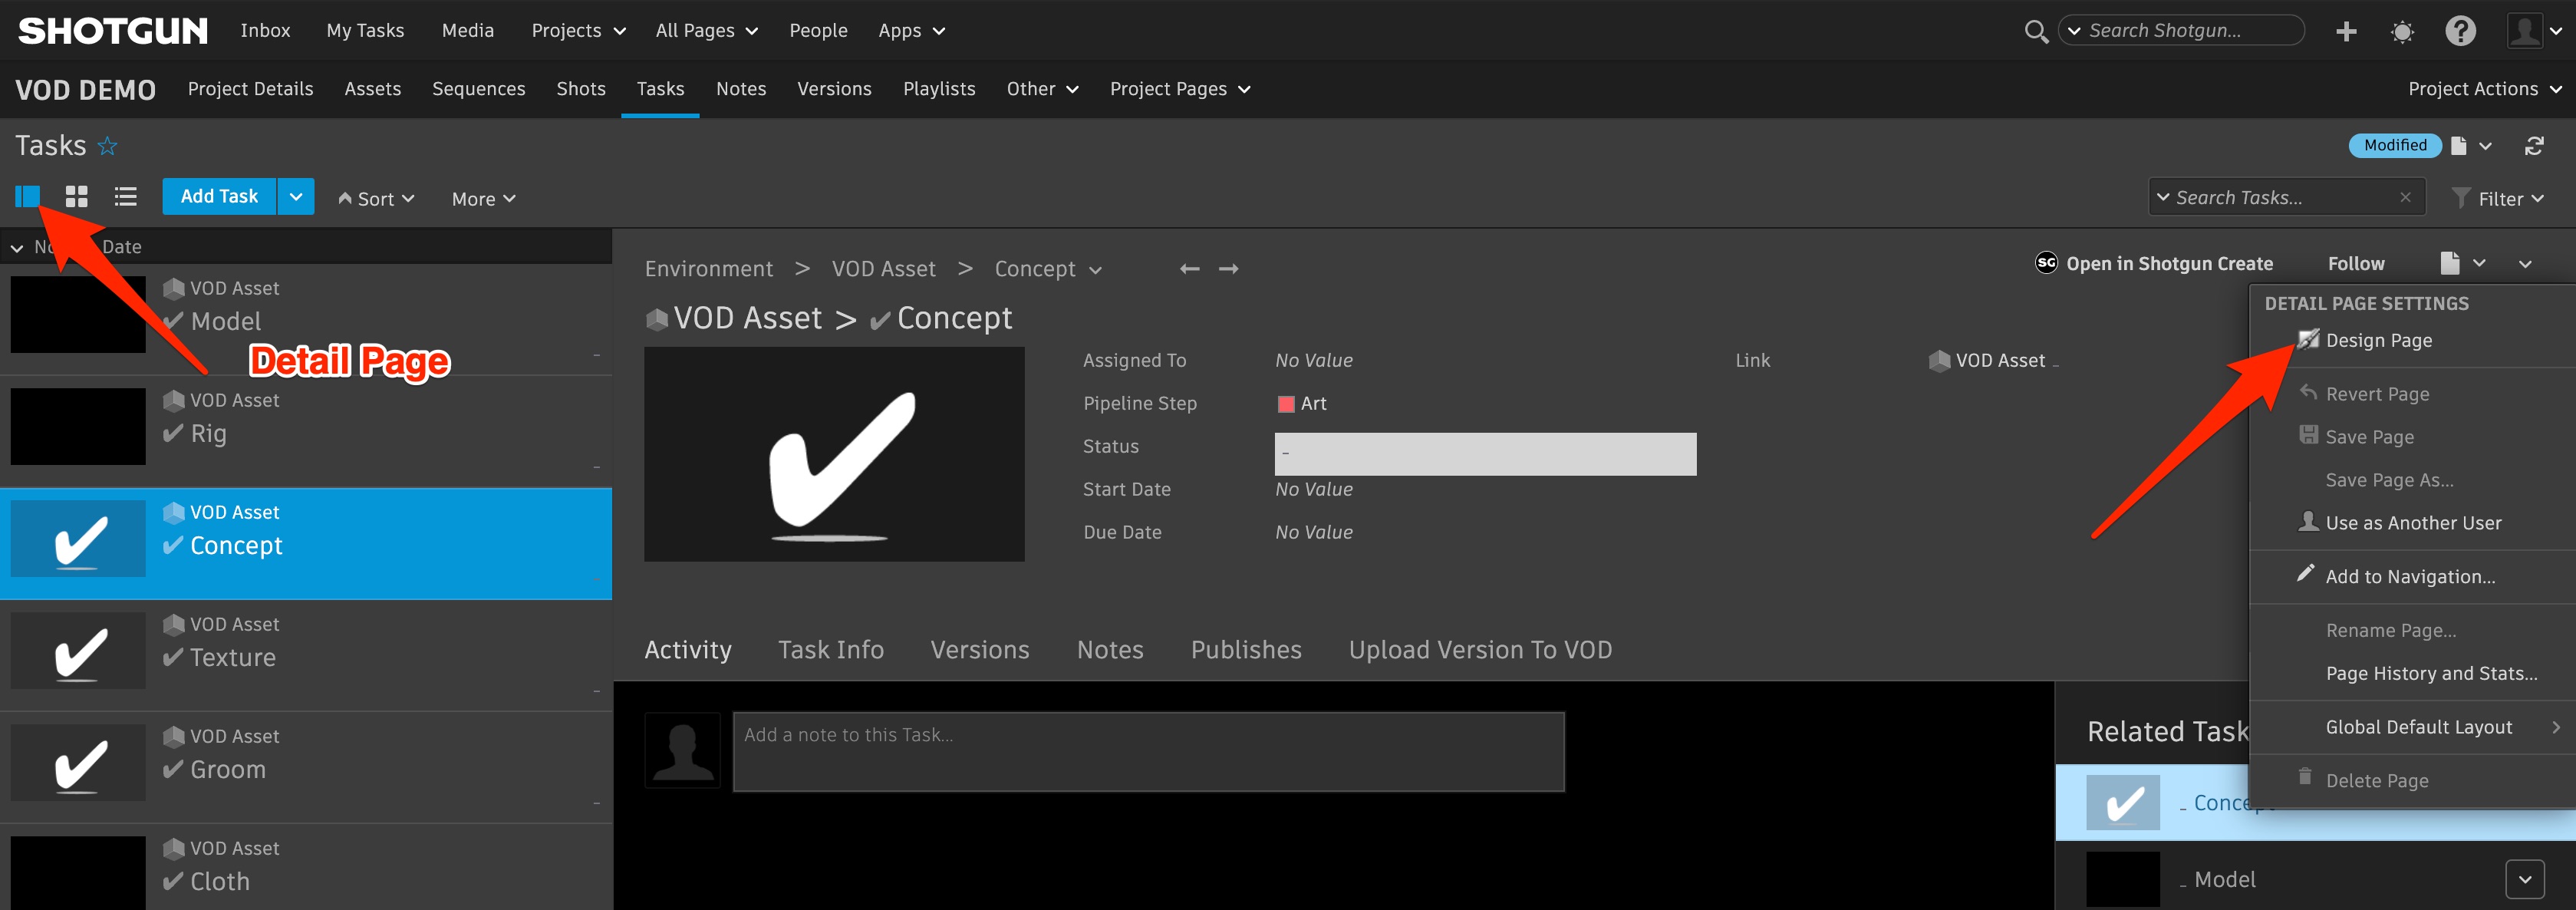 SHOTGUN Inbox My Tasks Media Projects All Pages People Apps Search Shotgun...
VOD DEMO Project Details Assets Sequences Shots Tasks Notes Versions Playlists Other Project Pages Project Actions
Tasks Modified
Add Task Sort More Search Tasks... Filter
Date
VOD Asset
Model
Detail Page
VOD Asset
Rig
VOD Asset
Concept
VOD Asset
Texture
VOD Asset
Groom
VOD Asset
Cloth
Environment > VOD Asset > Concept
SG Open in Shotgun Create Follow
VOD Asset > Concept
Assigned To No Value Link VOD Asset
Pipeline Step Art
Status -
Start Date No Value
Due Date No Value
Activity Task Info Versions Notes Publishes Upload Version To VOD
Add a note to this Task...
DETAIL PAGE SETTINGS
Design Page
Revert Page
Save Page
Save Page As...
Use as Another User
Add to Navigation...
Rename Page...
Page History and Stats...
Global Default Layout
Delete Page
Related Task
Concept
Model